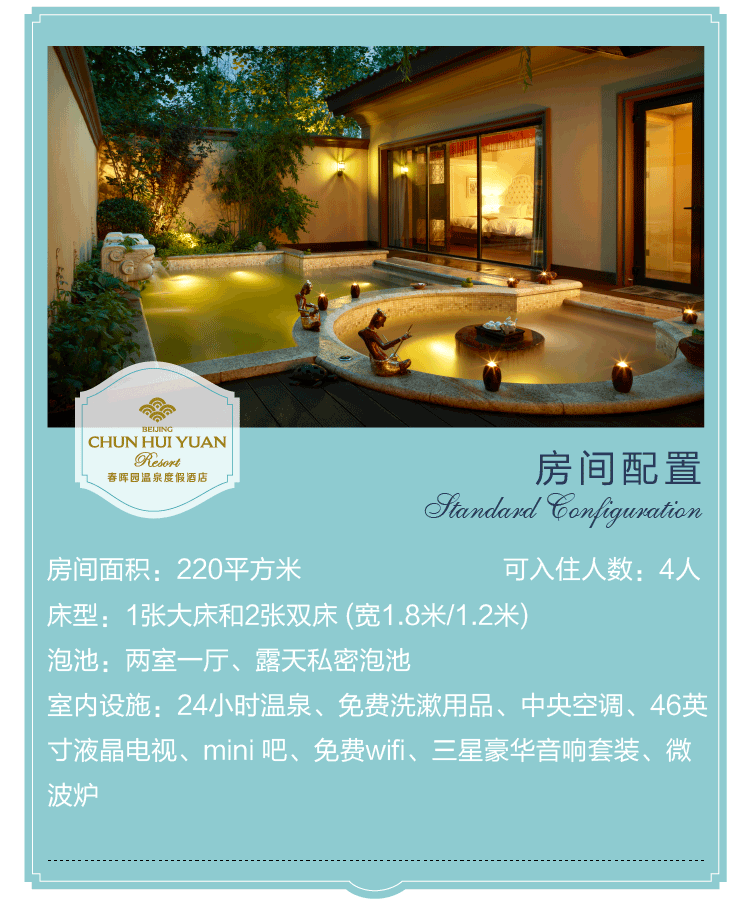 BEIJING
CHUN HUI YUAN
Resort
春晖园温泉度假酒店
房间配置
Standard Configuration
房间面积：220平方米 可入住人数：4人
床型：1张大床和2张双床 (宽1.8米/1.2米)
泡池：两室一厅、露天私密泡池
室内设施：24小时温泉、免费洗漱用品、中央空调、46英
寸液晶电视、mini 吧、免费wifi、三星豪华音响套装、微
波炉